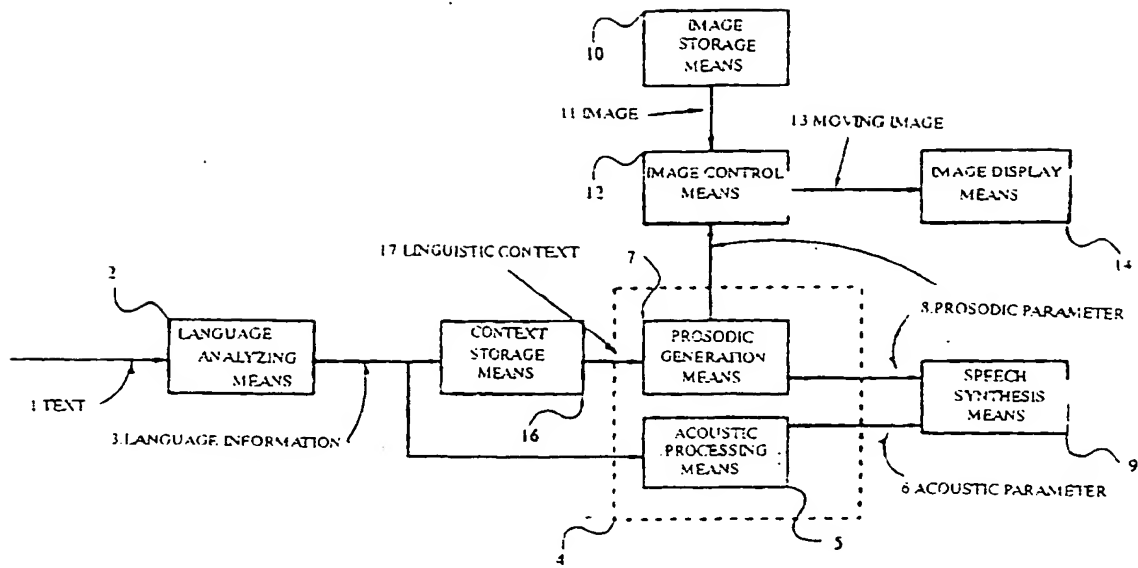 IMAGE
STORAGE
MEANS
10
11 IMAGE
13 MOVING IMAGE
IMAGE CONTROL
MEANS
12
IMAGE DISPLAY
MEANS
14
17 LINGUISTIC CONTEXT
7
2
8.PROSODIC PARAMETER
LANGUAGE
ANALYZING
MEANS
CONTEXT
STORAGE
MEANS
PROSODIC
GENERATION
MEANS
SPEECH
SYNTHESIS
MEANS
1 TEXT
3.LANGUAGE INFORMATION
16
ACOUSTIC
PROCESSING
MEANS
9
6 ACOUSTIC PARAMETER
4
5